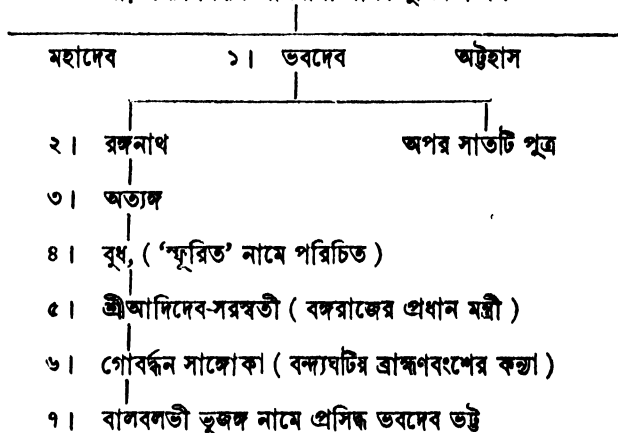 মহাদেব ১। ভবদেব অট্টহাস
২। রঙ্গনাথ অপর সাতটি পুত্র
৩। অত্যঙ্গ
৪। বুধ, ( ‘স্ফূরিত’ নামে পরিচিত )
৫। শ্রীআদিদেব-সরস্বতী ( বঙ্গরাজের প্রধান মন্ত্রী )
৬। গোবর্দ্ধন সাঙ্গোকা ( বন্দ্যঘটির ব্রাহ্মণবংশের কন্যা )
৭। বালবলভী ভূজঙ্গ নামে প্রসিদ্ধ ভবদেব ভট্ট